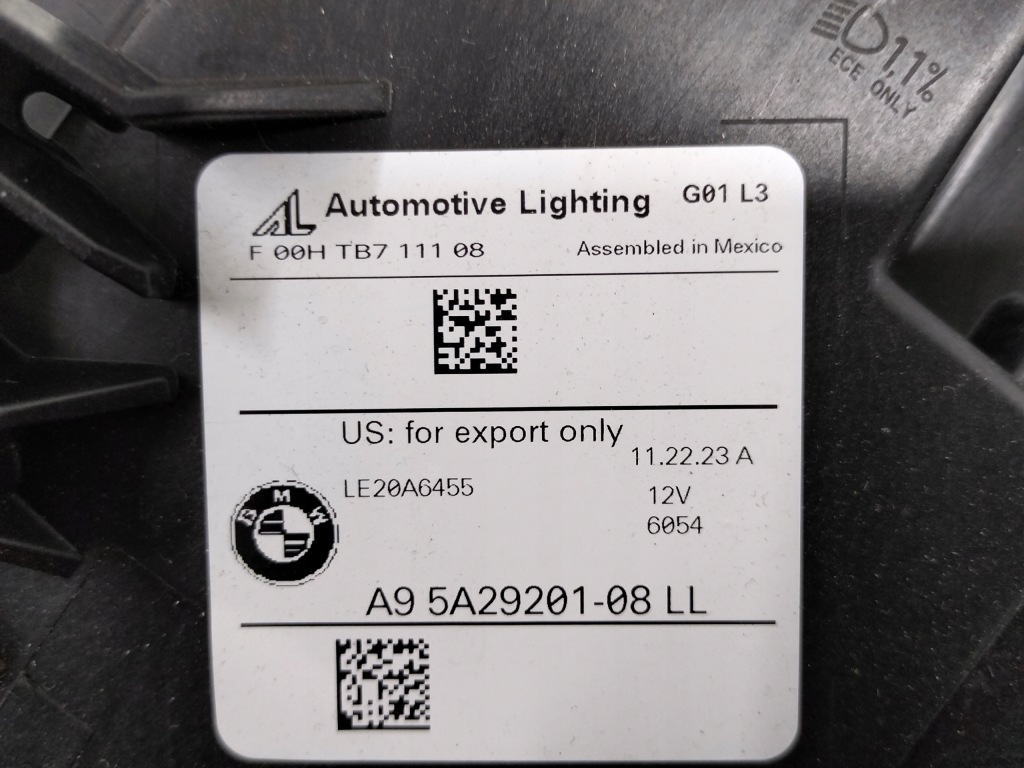 1,1%
ECE ONLY
AL Automotive Lighting G01 L3
F 00H TB7 111 08 Assembled in Mexico
US: for export only
11.22.23 A
LE20A6455 12V
6054
BMW
A9 5A29201-08 LL